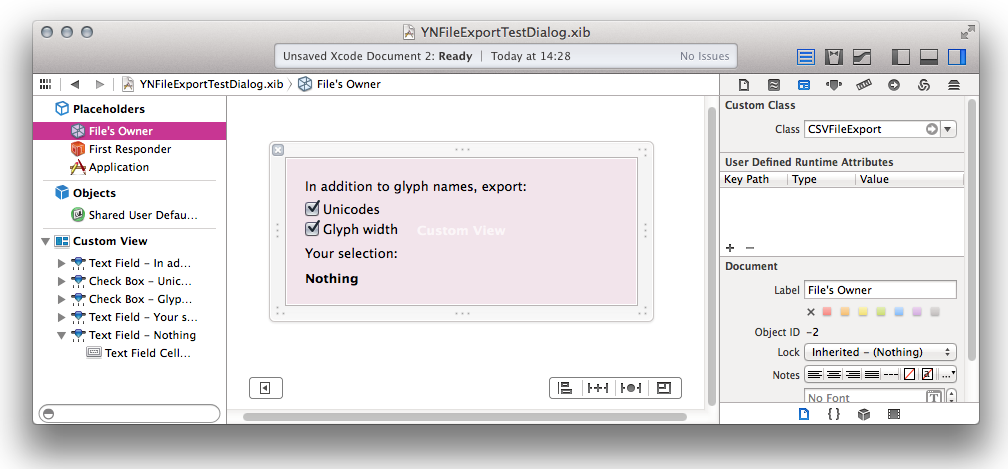 YNFileExportTestDialog.xib
Unsaved Xcode Document 2: Ready | Today at 14:28 No Issues
YNFileExportTestDialog.xib File's Owner
Placeholders
File's Owner
First Responder
Application
Objects
Shared User Defau...
Custom View
Text Field – In ad...
Check Box – Unic...
Check Box – Glyp...
Text Field – Your s...
Text Field – Nothing
Text Field Cell...
In addition to glyph names, export:
Unicodes
Glyph width
Custom View
Your selection:
Nothing
Custom Class
Class CSVFileExport
User Defined Runtime Attributes
Key Path Type Value
+ −
Document
Label File's Owner
Object ID -2
Lock Inherited – (Nothing)
Notes
No Font